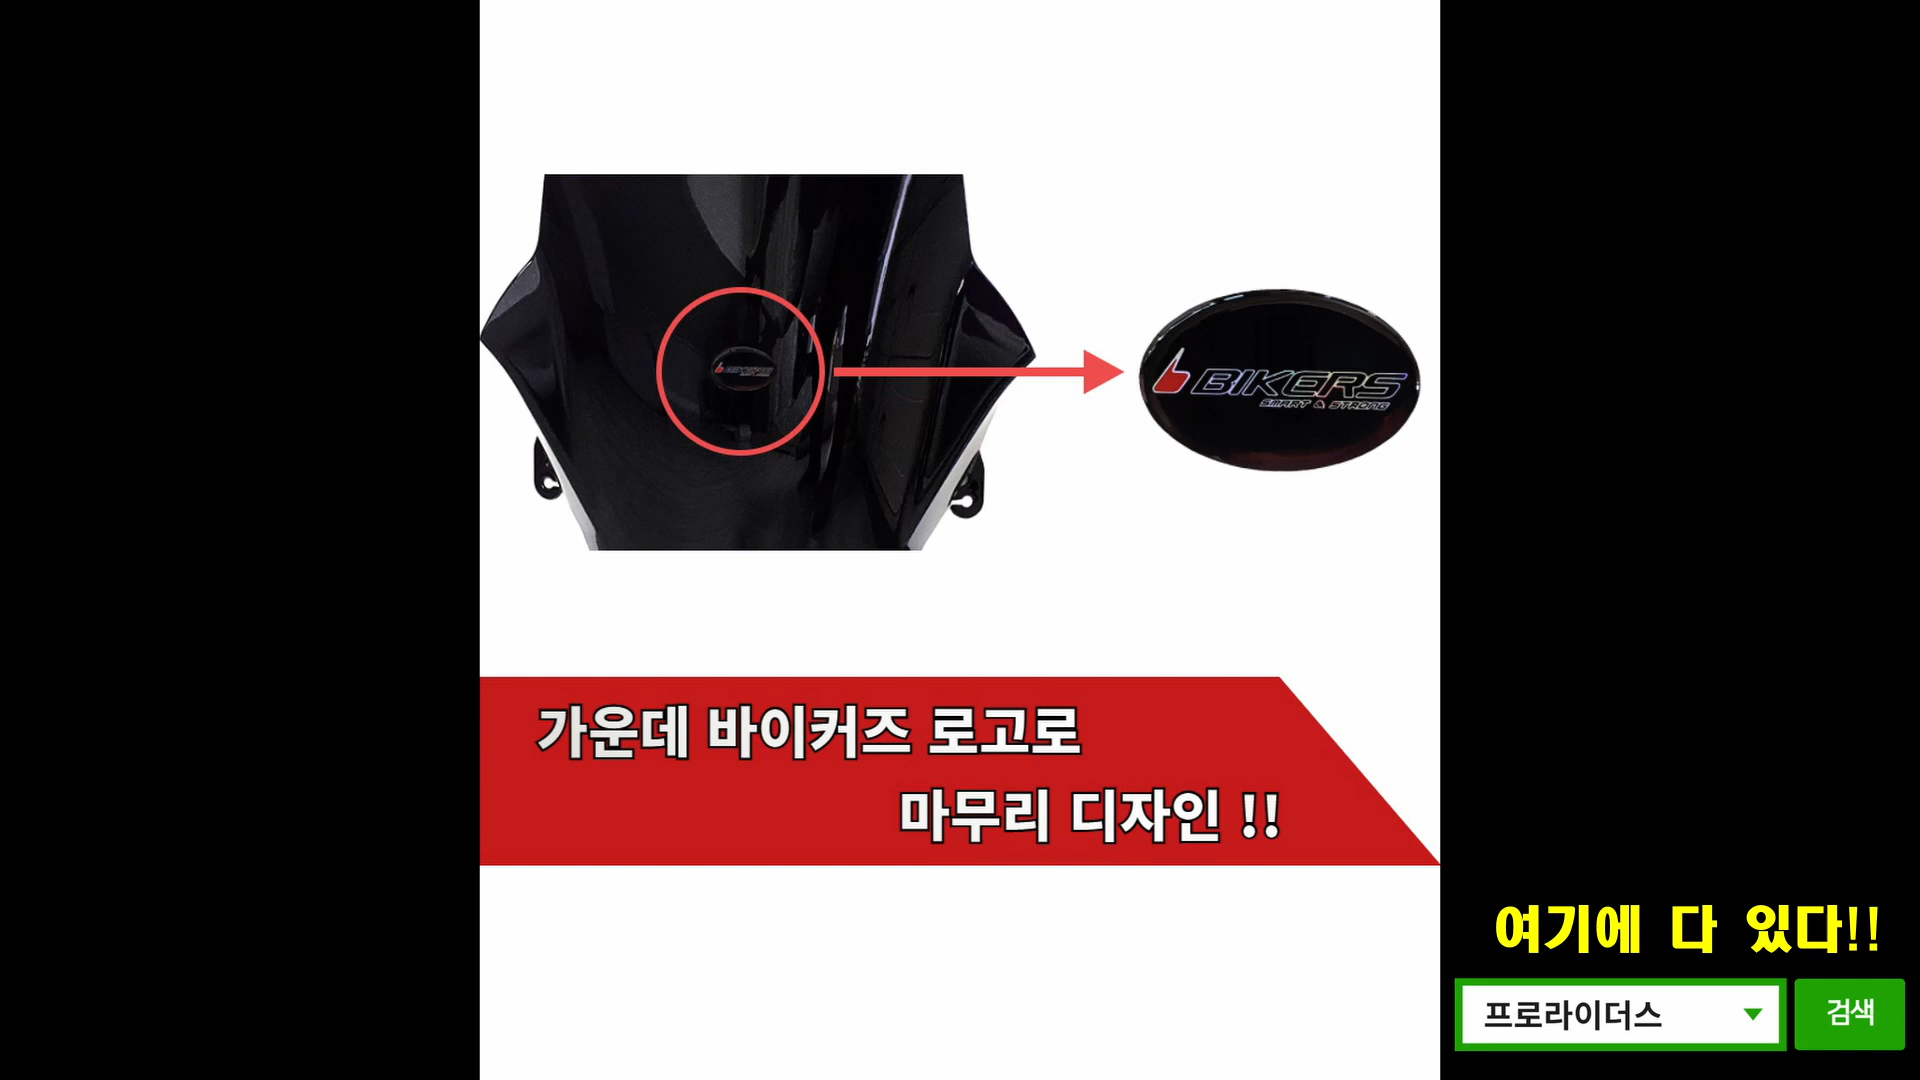 BIKERS
BIKERS
SMART & STRONG
가운데 바이커즈 로고로
마무리 디자인 !!
여기에 다 있다!!
프로라이더스
검색